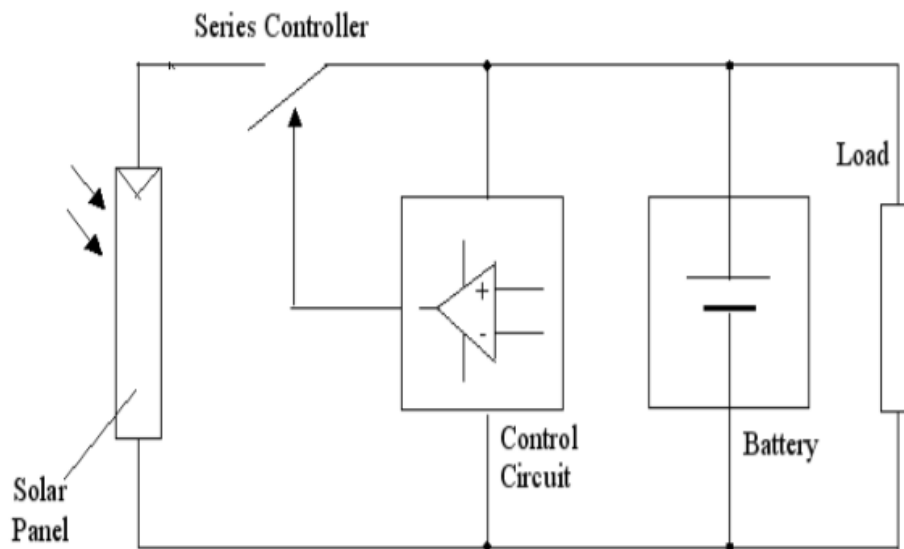 Series Controller
Load
+
-
Control
Circuit
Battery
Solar
Panel